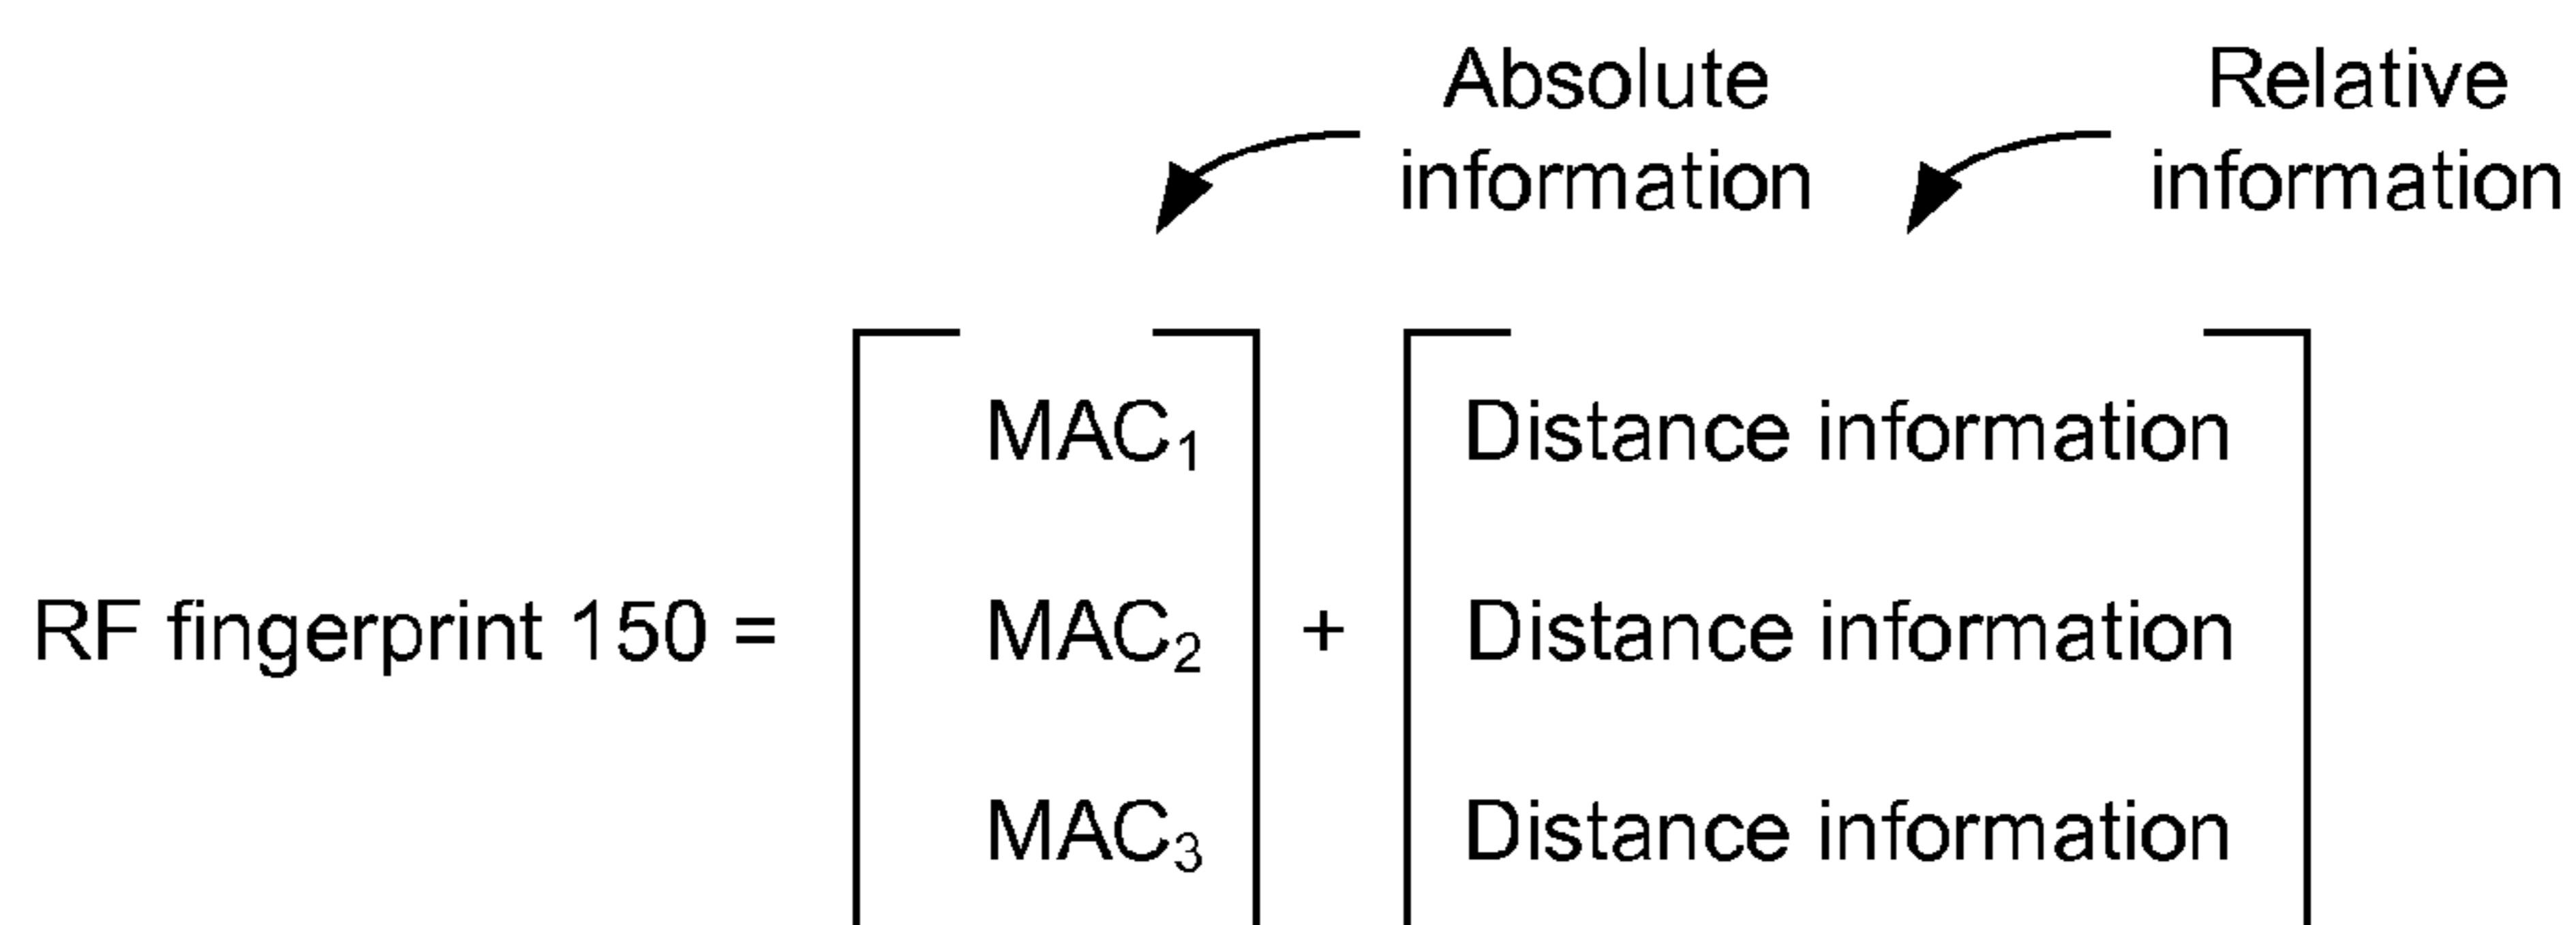 Absolute information
Relative information
MAC₁ Distance information
RF fingerprint 150 = MAC₂ + Distance information
MAC₃ Distance information